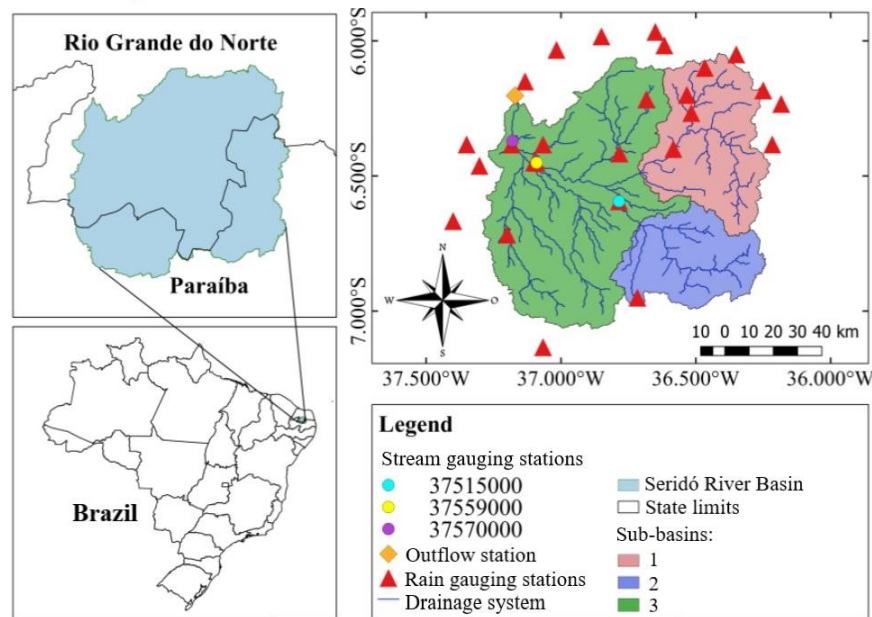 Rio Grande do Norte
Paraíba
Brazil
6.000°S
6.500°S
7.000°S
N
W
O
S
10 0 10 20 30 40 km
37.500°W
37.000°W
36.500°W
36.000°W
Legend
Stream gauging stations
37515000
37559000
37570000
Outflow station
Rain gauging stations
Drainage system
Seridó River Basin
State limits
Sub-basins:
1
2
3